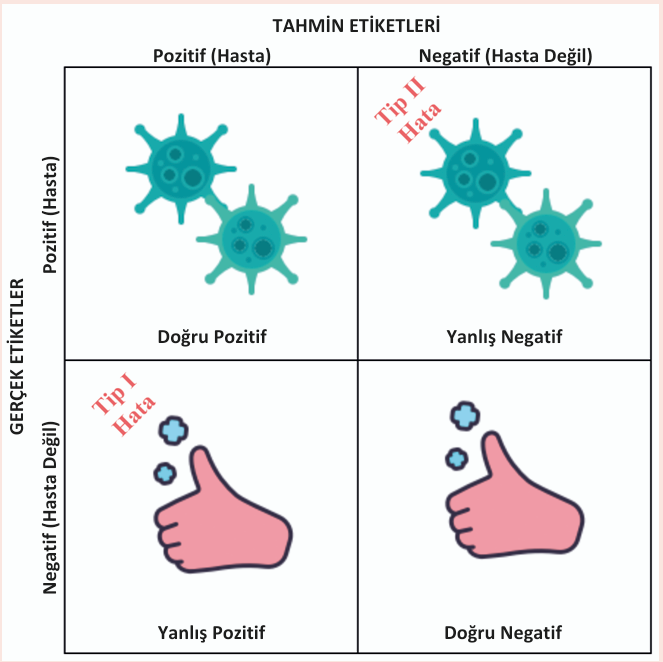 TAHMİN ETİKETLERİ
Pozitif (Hasta)
Negatif (Hasta Değil)
GERÇEK ETİKETLER
Pozitif (Hasta)
Tip II
Hata
Doğru Pozitif
Yanlış Negatif
Negatif (Hasta Değil)
Tip I
Hata
Yanlış Pozitif
Doğru Negatif